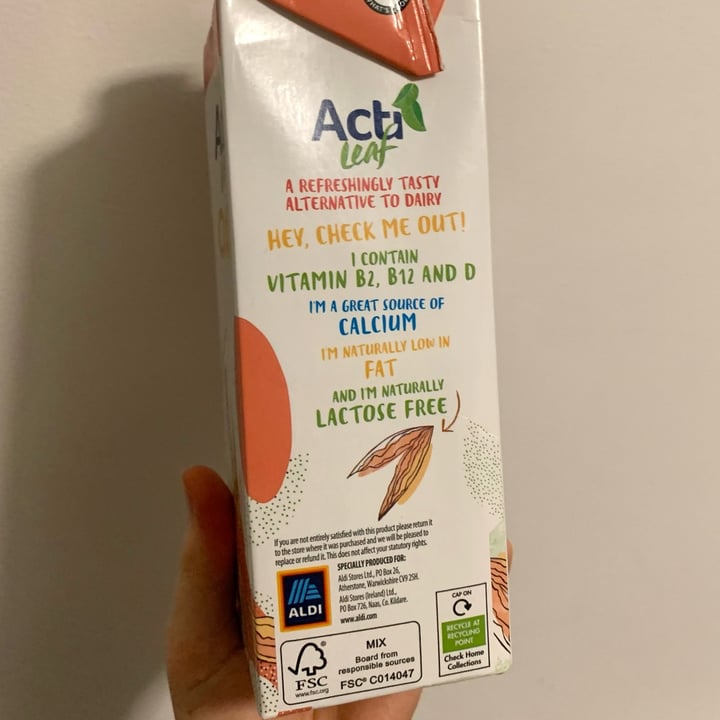 Acti
Leaf
A REFRESHINGLY TASTY
ALTERNATIVE TO DAIRY
HEY, CHECK ME OUT!
I CONTAIN
VITAMIN B2, B12 AND D
I'M A GREAT SOURCE OF
CALCIUM
I'M NATURALLY LOW IN
FAT
AND I'M NATURALLY
LACTOSE FREE
If you are not entirely satisfied with this product please return it
to the store where it was purchased and we will be pleased to
replace or refund it. This does not affect your statutory rights.
SPECIALLY PRODUCED FOR:
Aldi Stores Ltd., PO Box 26,
Atherstone, Warwickshire CV9 2SH.
Aldi Stores (Ireland) Ltd.,
PO Box 726, Naas, Co. Kildare.
www.aldi.com
ALDI
FSC
www.fsc.org
MIX
Board from
responsible sources
FSC® C014047
CAP ON
RECYCLE AT
RECYCLING
POINT
Check Home
Collections